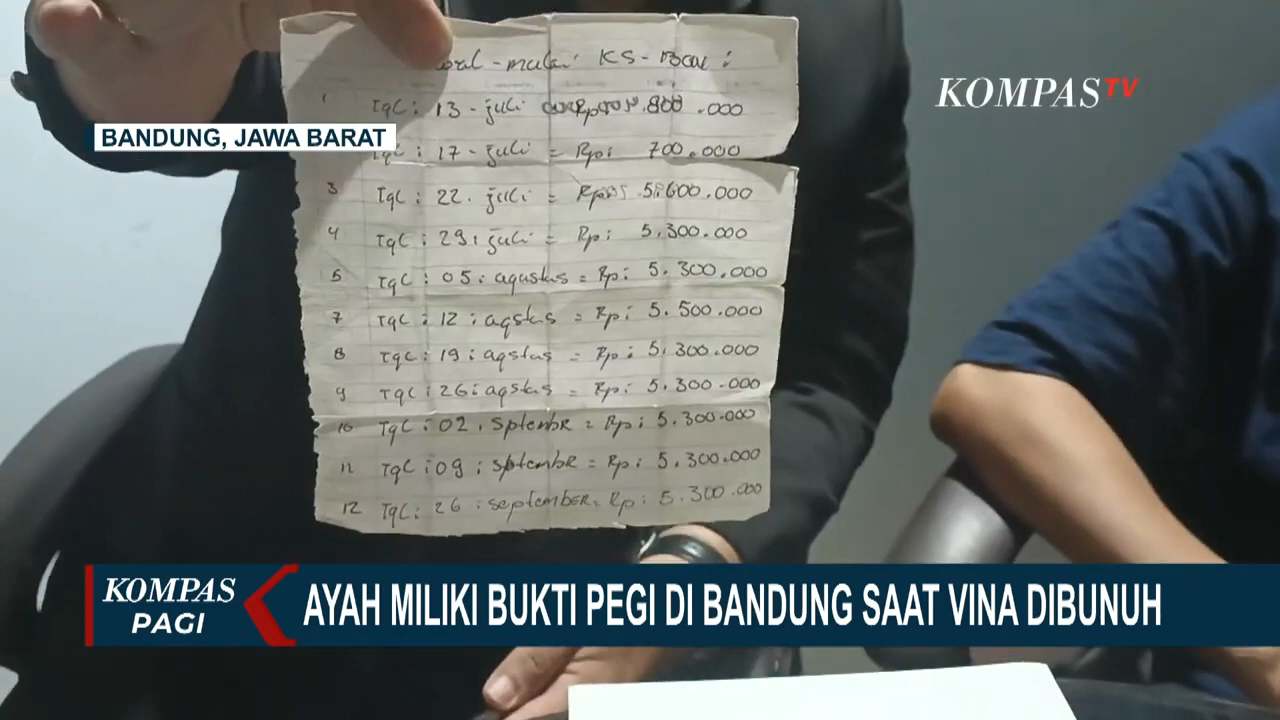 KOMPAS TV
BANDUNG, JAWA BARAT
KS-
1 Tgl: 13 - juli 800.000
Tgl: 17 - juli = Rp: 700.000
3 Tgl: 22. juli = 5.600.000
4 Tgl: 29. juli = Rp: 5.300.000
5 Tgl: 05: agustus = Rp: 5.300.000
7 Tgl: 12: agstus = Rp: 5.500.000
8 Tgl: 19: agstas = Rp: 5.300.000
9 Tgl: 26: agstas = Rp: 5.300.000
10 Tgl: 02. Sptembr = Rp: 5.300.000
11 Tgl: 09: sptembr = Rp: 5.300.000
12 Tgl: 26: september = Rp: 5.300.000
KOMPAS PAGI
AYAH MILIKI BUKTI PEGI DI BANDUNG SAAT VINA DIBUNUH